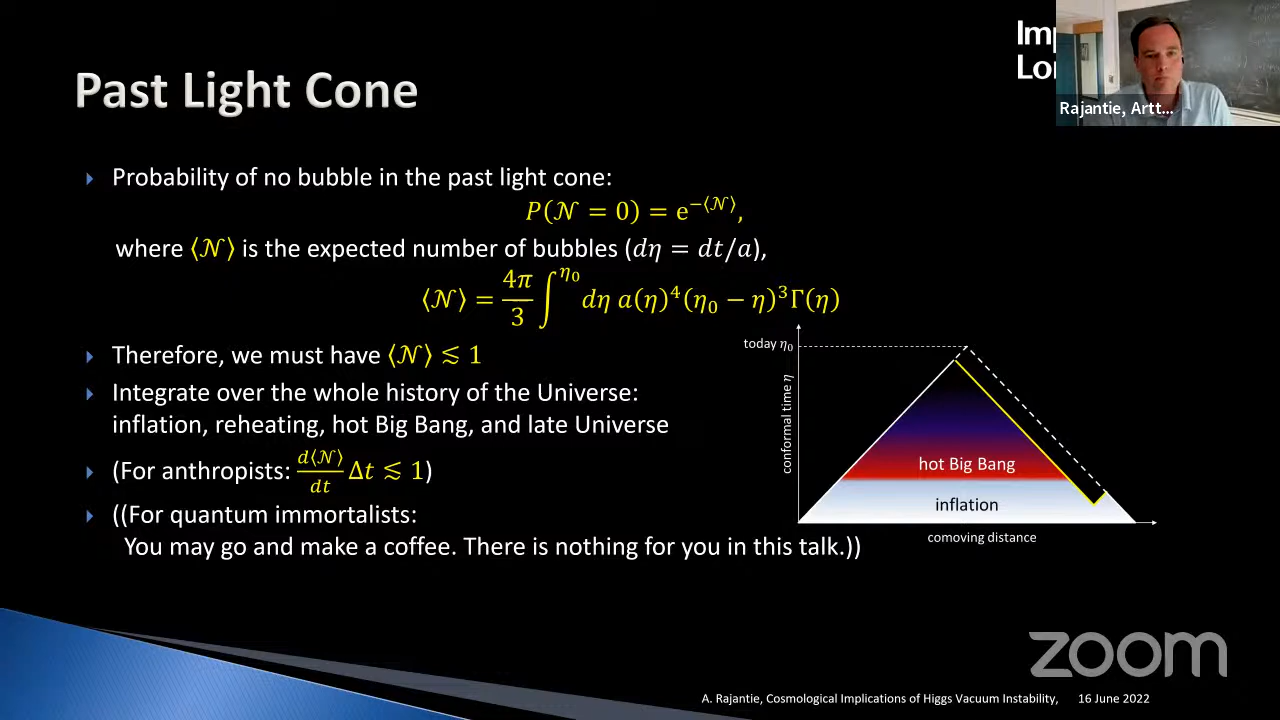 Imp
Lon
Rajantie, Artt...
Past Light Cone
Probability of no bubble in the past light cone:
P(𝒩 = 0) = e^{−⟨𝒩⟩},
where ⟨𝒩⟩ is the expected number of bubbles (dη = dt/a),
⟨𝒩⟩ = 4π/3 ∫^{η₀} dη a(η)⁴(η₀ − η)³Γ(η)
Therefore, we must have ⟨𝒩⟩ ≲ 1
Integrate over the whole history of the Universe:
inflation, reheating, hot Big Bang, and late Universe
(For anthropists: d⟨𝒩⟩/dt Δt ≲ 1)
((For quantum immortalists:
You may go and make a coffee. There is nothing for you in this talk.))
today η₀
conformal time η
hot Big Bang
inflation
comoving distance
zoom
A. Rajantie, Cosmological Implications of Higgs Vacuum Instability, 16 June 2022